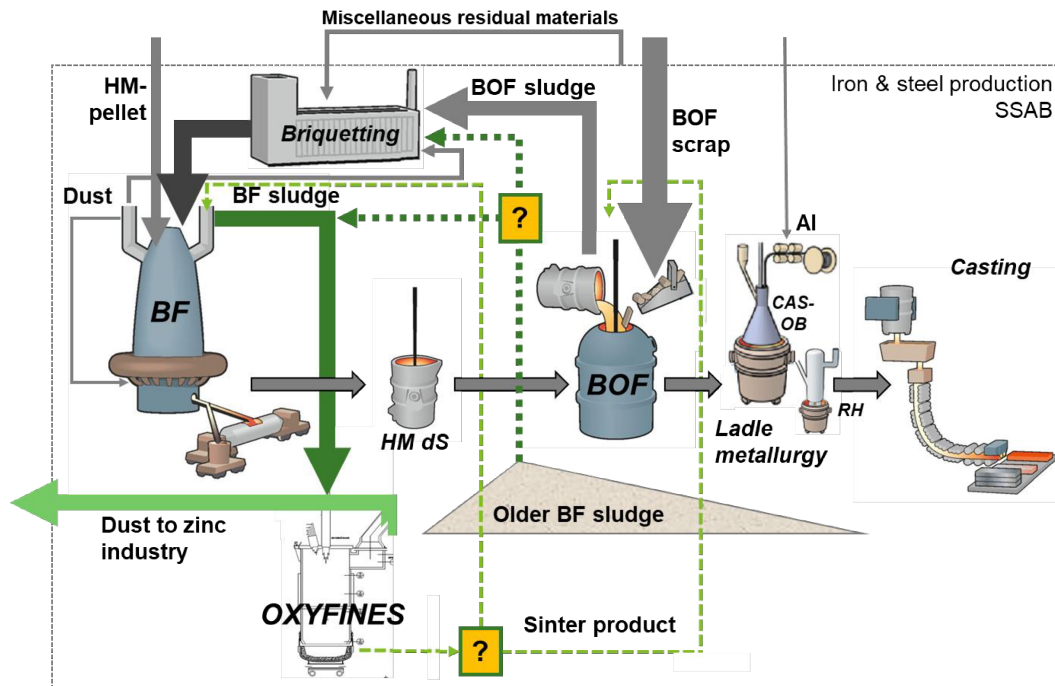 Miscellaneous residual materials
Iron & steel production
SSAB
HM-
pellet
BOF sludge
BOF
scrap
Briquetting
Dust
BF sludge
?
Al
Casting
BF
CAS-
OB
BOF
HM dS
RH
Ladle
metallurgy
Older BF sludge
Dust to zinc
industry
OXYFINES
Sinter product
?